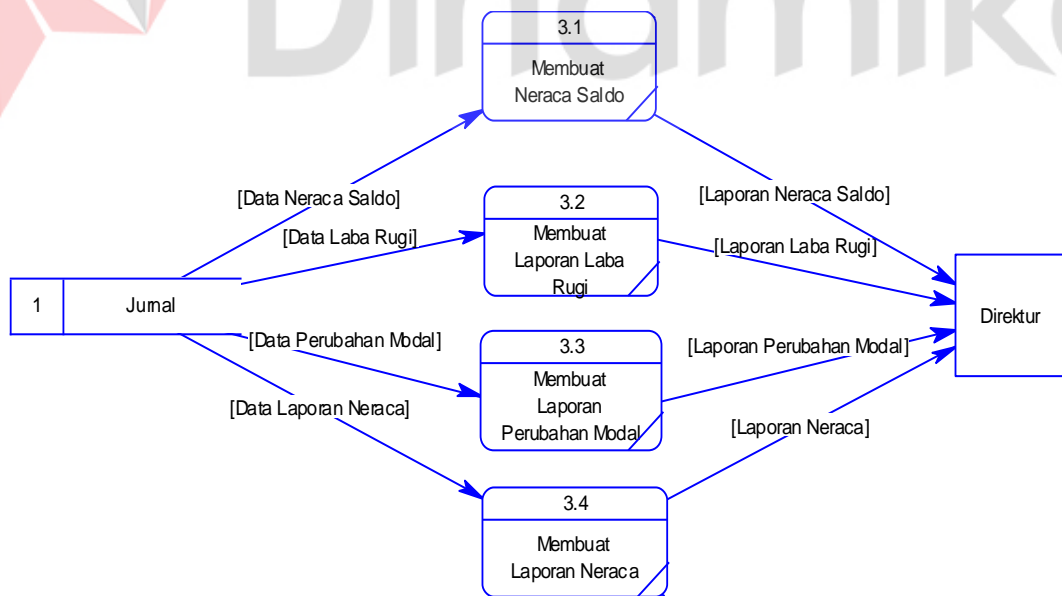 Dinamika
3.1
Membuat
Neraca Saldo
[Data Neraca Saldo]
[Laporan Neraca Saldo]
3.2
Membuat
Laporan Laba
Rugi
[Data Laba Rugi]
[Laporan Laba Rugi]
1
Jurnal
Direktur
[Data Perubahan Modal]
[Laporan Perubahan Modal]
3.3
Membuat
Laporan
Perubahan Modal
[Data Laporan Neraca]
[Laporan Neraca]
3.4
Membuat
Laporan Neraca